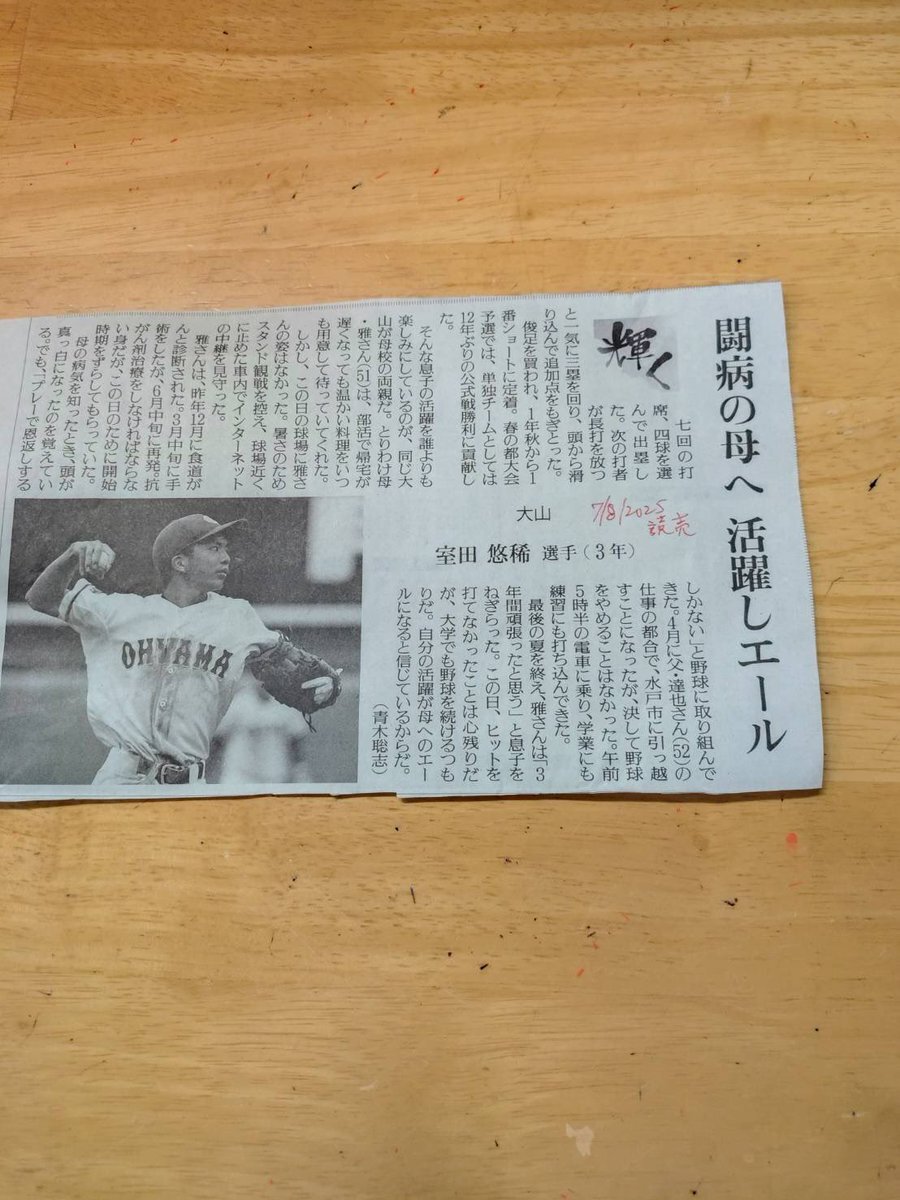 闘病の母へ 活躍しエール
輝く
七回の打
席、四球を選
んで出塁し
た。次の打者
が長打を放つ
と一気に三塁を回り、頭から滑
り込んで追加点をもぎとった。
俊足を買われ、1年秋から1
番ショートに定着。春の都大会
予選では、単独チームとしては
12年ぶりの公式戦勝利に貢献し
た。
そんな息子の活躍を誰よりも
楽しみにしているのが、同じ大
山が母校の両親だ。とりわけ母
・雅さん(51)は、部活で帰宅が
遅くなっても温かい料理をいつ
も用意して待っていてくれた。
しかし、この日の球場に雅さ
んの姿はなかった。暑さのため
スタンド観戦を控え、球場近く
に止めた車内でインターネット
の中継を見守った。
雅さんは、昨年12月に食道が
んと診断された。3月中旬に手
術をしたが、6月中旬に再発。抗
がん剤治療をしなければならな
い身だが、この日のために開始
時期をずらしてもらっていた。
母の病気を知ったとき、頭が
真っ白になったのを覚えてい
る。でも、「プレーで恩返しする
7/8/2025
読売
大山
室田 悠稀 選手(3年)
しかない」と野球に取り組んで
きた。4月に父・達也さん(52)の
仕事の都合で、水戸市に引っ越
すことになったが、決して野球
をやめることはなかった。午前
5時半の電車に乗り、学業にも
練習にも打ち込んできた。
最後の夏を終え、雅さんは「3
年間頑張ったと思う」と息子を
ねぎらった。この日、ヒットを
打てなかったことは心残りだ
が、大学でも野球を続けるつも
りだ。自分の活躍が母へのエー
ルになると信じているからだ。
(青木聡志)
OHYAMA